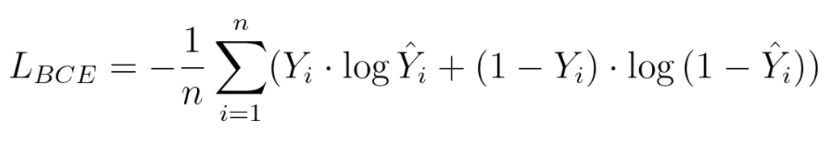 L_{BCE} = -\frac{1}{n} \sum_{i=1}^{n} (Y_i \cdot \log \hat{Y}_i + (1 - Y_i) \cdot \log (1 - \hat{Y}_i))